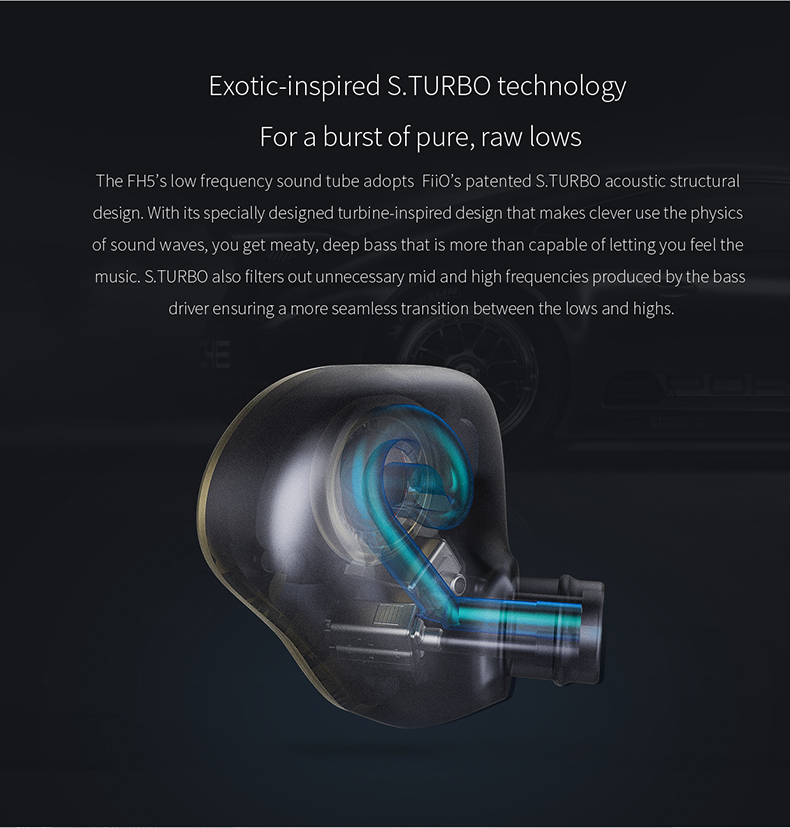 Exotic-inspired S.TURBO technology
For a burst of pure, raw lows
The FH5’s low frequency sound tube adopts FiiO’s patented S.TURBO acoustic structural
design. With its specially designed turbine-inspired design that makes clever use the physics
of sound waves, you get meaty, deep bass that is more than capable of letting you feel the
music. S.TURBO also filters out unnecessary mid and high frequencies produced by the bass
driver ensuring a more seamless transition between the lows and highs.